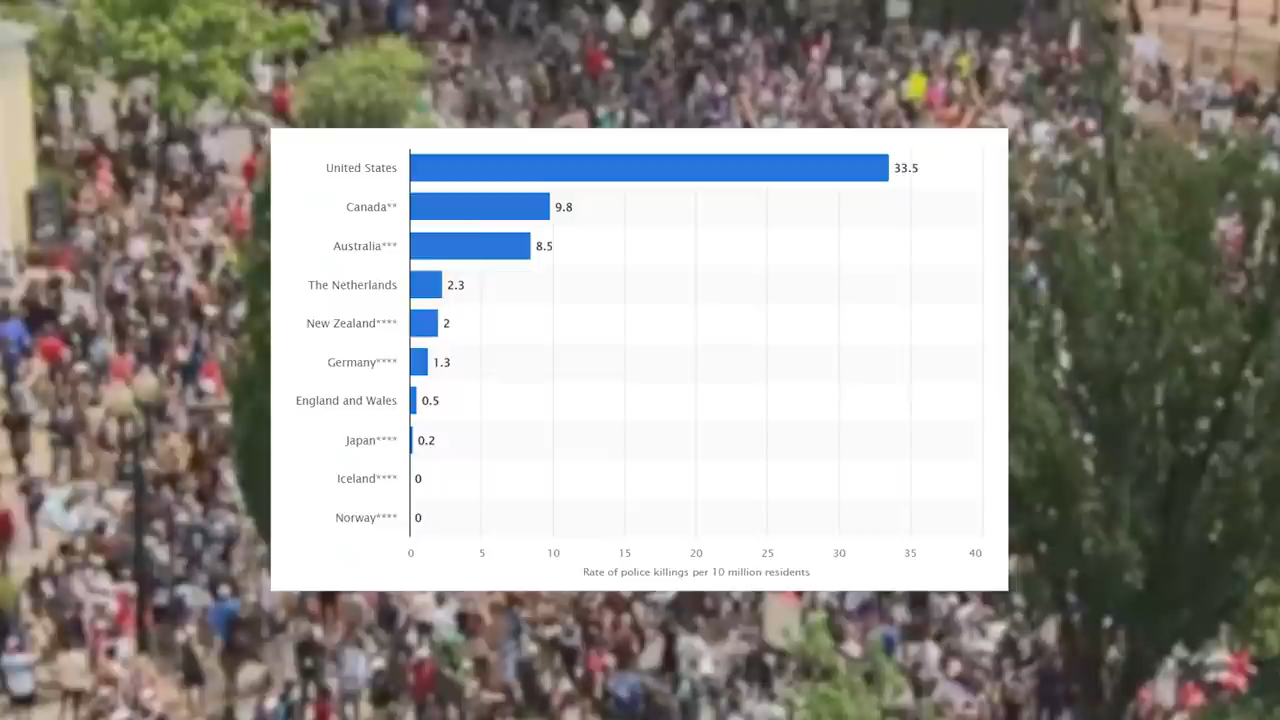 United States 33.5
Canada** 9.8
Australia*** 8.5
The Netherlands 2.3
New Zealand**** 2
Germany**** 1.3
England and Wales 0.5
Japan**** 0.2
Iceland**** 0
Norway**** 0
0 5 10 15 20 25 30 35 40
Rate of police killings per 10 million residents